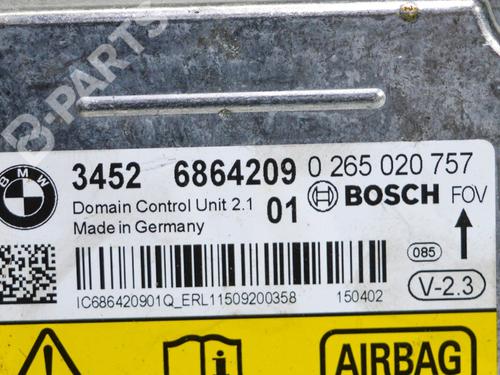 B-PARTS
BMW
3452 6864209 0 265 020 757
Domain Control Unit 2.1 01 BOSCH FOV
Made in Germany
085
V-2.3
IC686420901Q_ERL11509200358 150402
AIRBAG